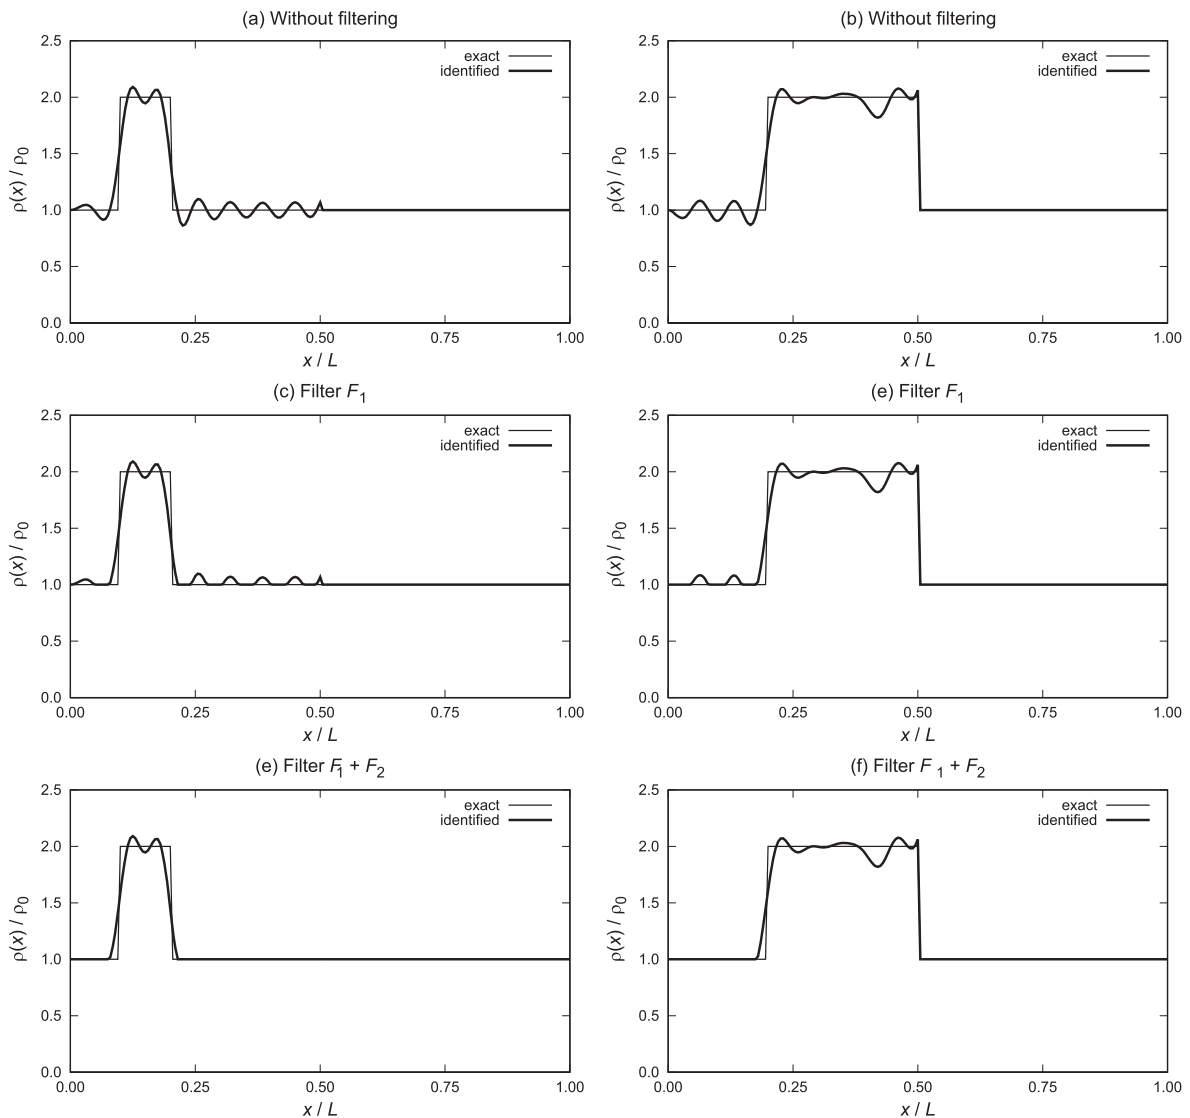 (a) Without filtering
2.5
2.0
1.5
1.0
0.5
0.0
exact
identified
ρ(x) / ρ0
0.00 0.25 0.50 0.75 1.00
x / L
(b) Without filtering
2.5
2.0
1.5
1.0
0.5
0.0
exact
identified
ρ(x) / ρ0
0.00 0.25 0.50 0.75 1.00
x / L
(c) Filter F1
2.5
2.0
1.5
1.0
0.5
0.0
exact
identified
ρ(x) / ρ0
0.00 0.25 0.50 0.75 1.00
x / L
(e) Filter F1
2.5
2.0
1.5
1.0
0.5
0.0
exact
identified
ρ(x) / ρ0
0.00 0.25 0.50 0.75 1.00
x / L
(e) Filter F1 + F2
2.5
2.0
1.5
1.0
0.5
0.0
exact
identified
ρ(x) / ρ0
0.00 0.25 0.50 0.75 1.00
x / L
(f) Filter F 1 + F2
2.5
2.0
1.5
1.0
0.5
0.0
exact
identified
ρ(x) / ρ0
0.00 0.25 0.50 0.75 1.00
x / L